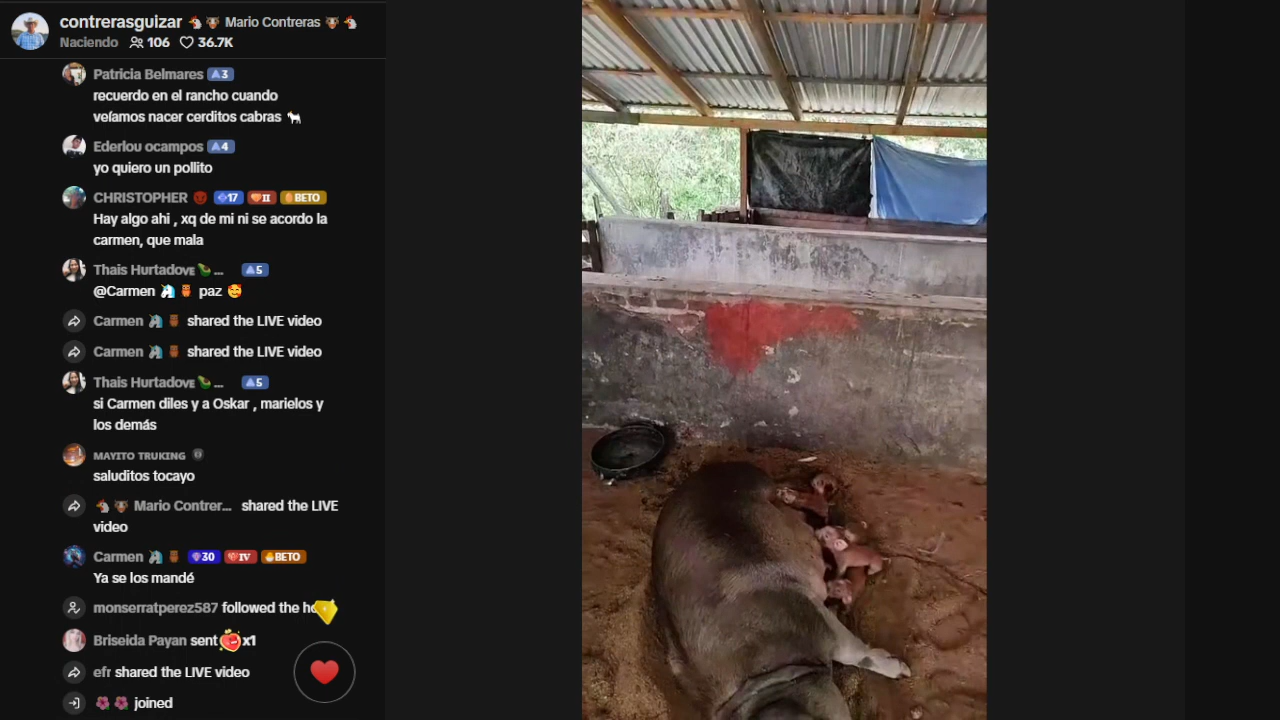 contrerasguizar 🐔 🐮 Mario Contreras 🐮 🐔
Naciendo 106 36.7K
Patricia Belmares 3
recuerdo en el rancho cuando
veíamos nacer cerditos cabras 🐐
Ederlou ocampos 4
yo quiero un pollito
CHRISTOPHER 17 II BETO
Hay algo ahi , xq de mi ni se acordo la
carmen, que mala
Thais Hurtadove 🥑 ... 5
@Carmen 🦄 🦉 paz 🥰
Carmen 🦄 🦉 shared the LIVE video
Carmen 🦄 🦉 shared the LIVE video
Thais Hurtadove 🥑 ... 5
si Carmen diles y a Oskar , marielos y
los demás
MAYITO TRUKING
saluditos tocayo
🐔 🐮 Mario Contrer... shared the LIVE
video
Carmen 🦄 🦉 30 IV BETO
Ya se los mandé
monserratperez587 followed the
Briseida Payan sent x1
efr shared the LIVE video
🌺 🌺 joined